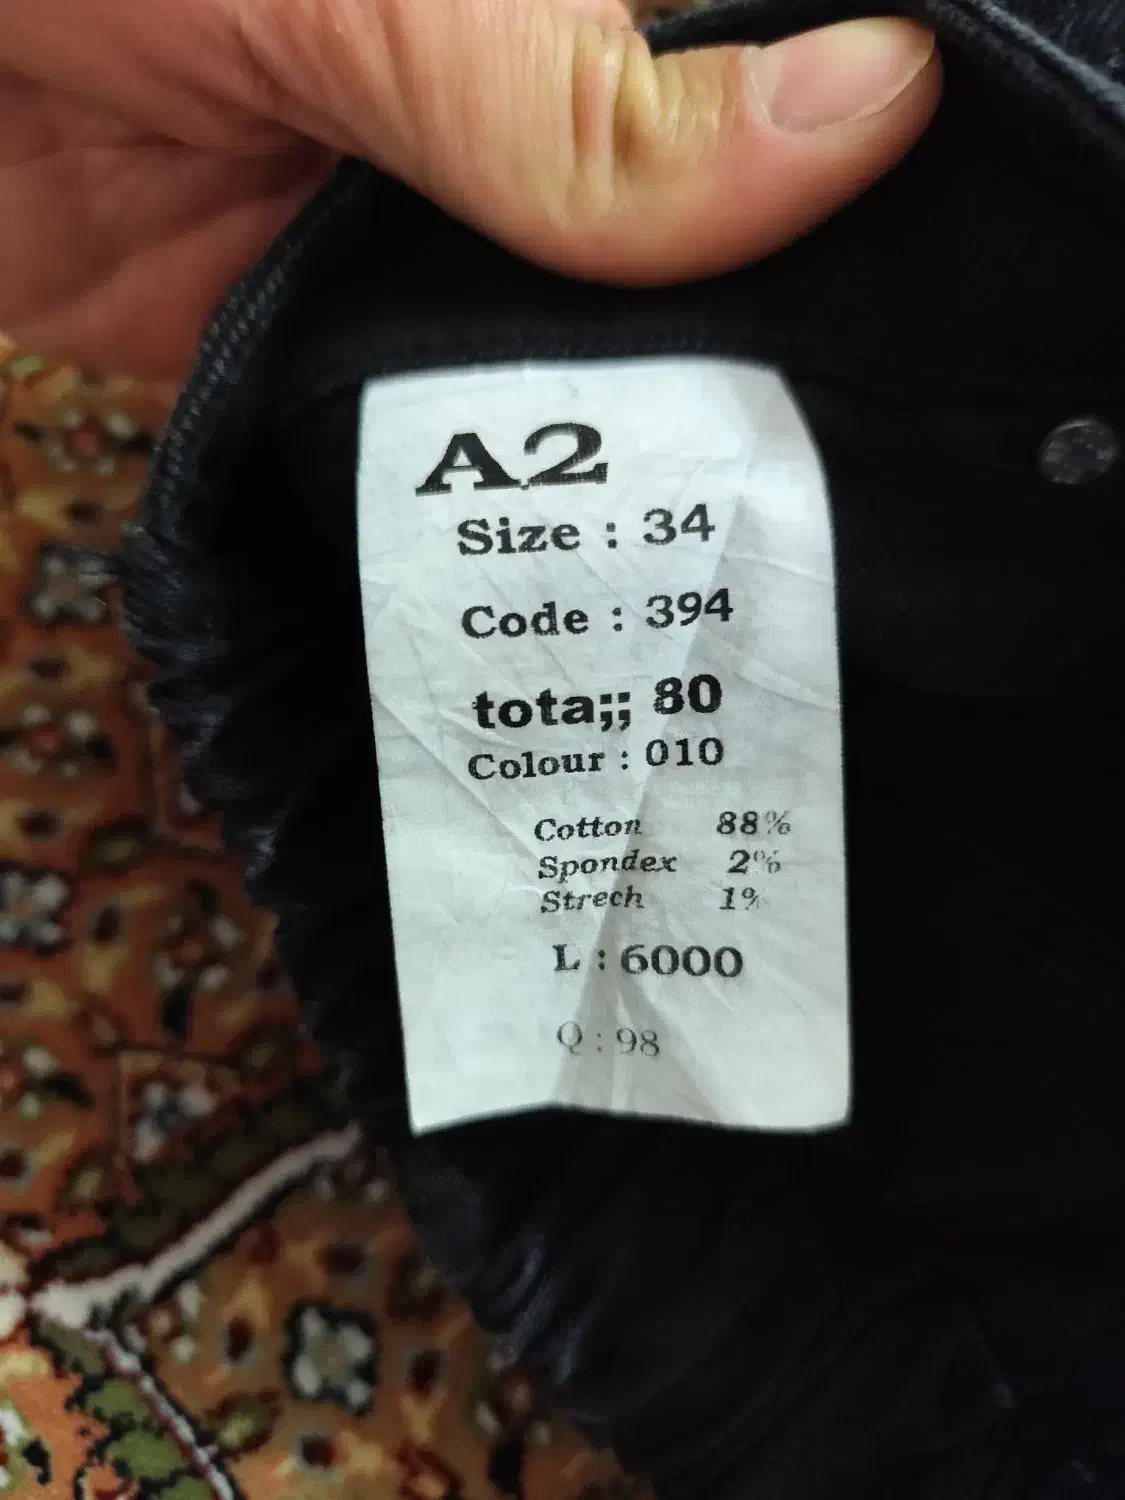 A2
Size : 34
Code : 394
tota;; 80
Colour : 010
Cotton 88%
Spondex 2%
Strech 1%
L : 6000
Q : 98